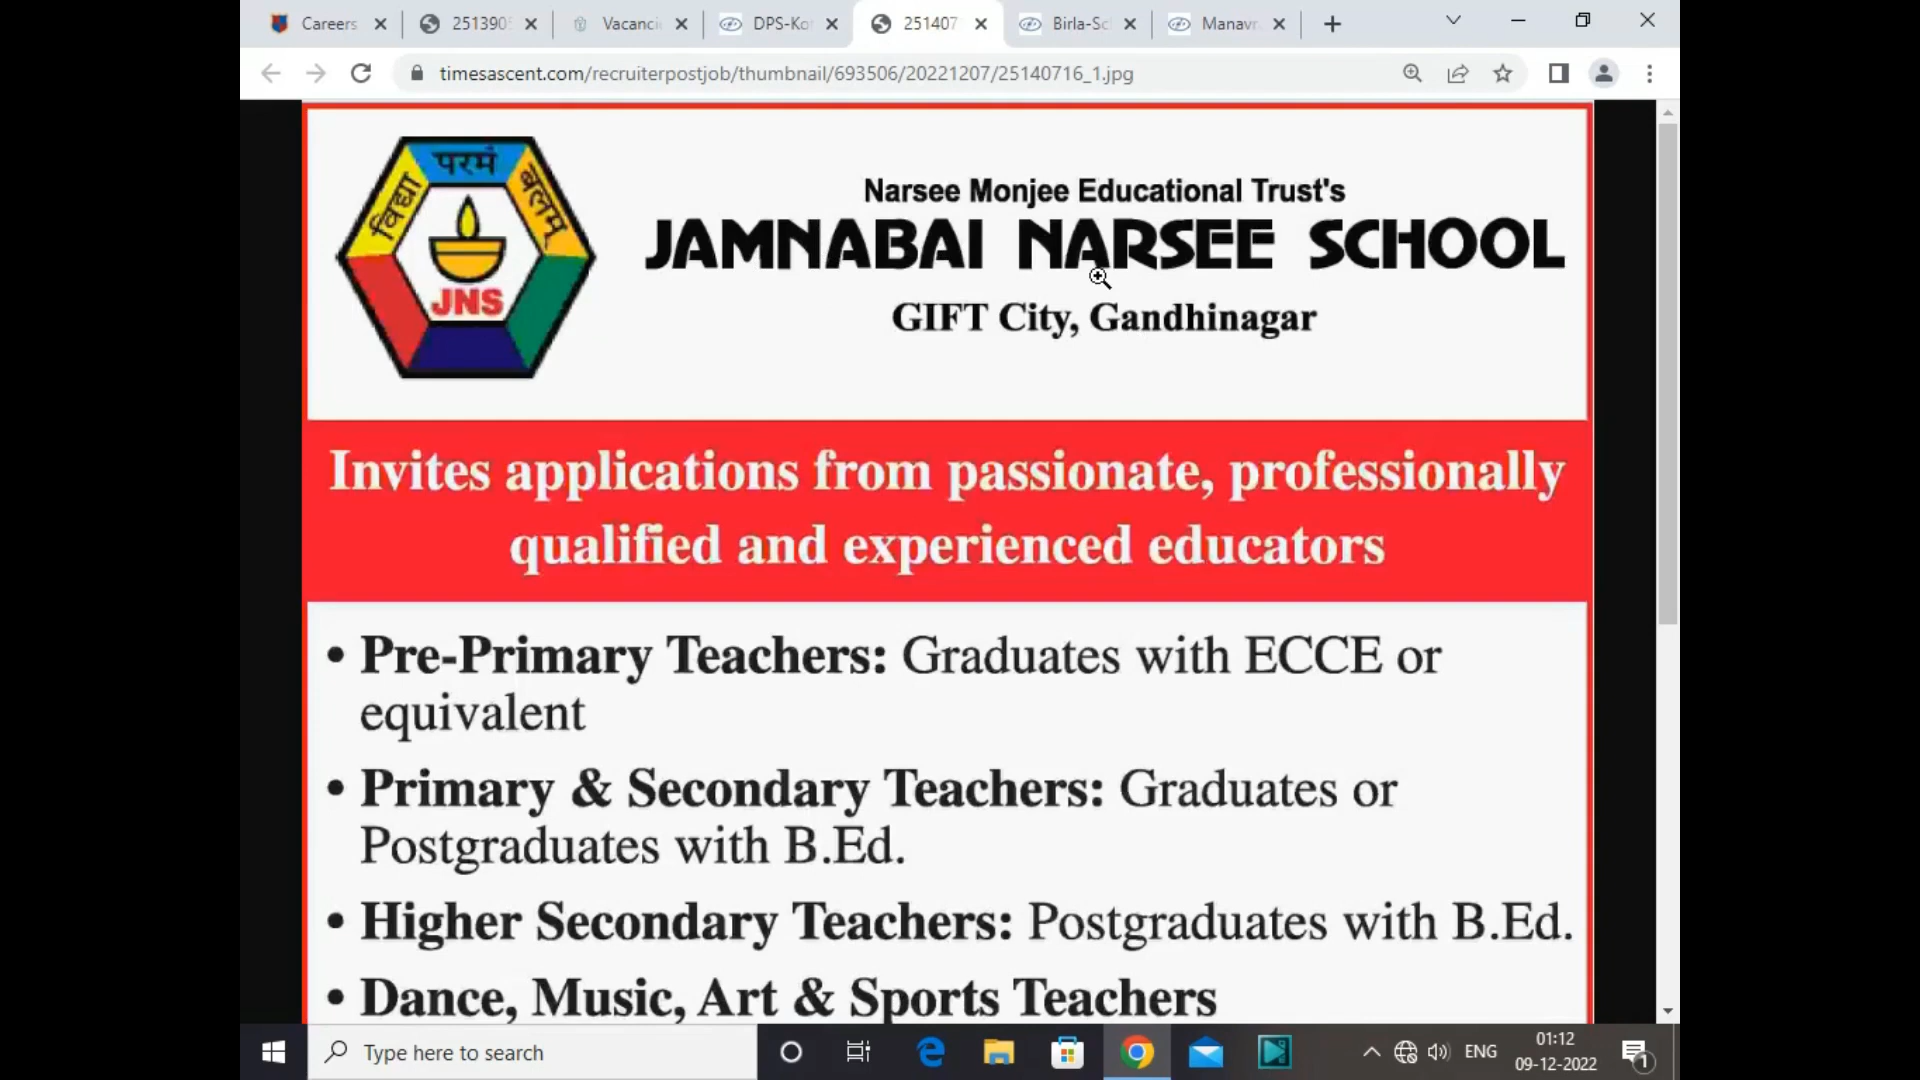 Careers
251390
Vacanci
DPS-Ko
251407
Birla-Sc
Manavr
timesascent.com/recruiterpostjob/thumbnail/693506/20221207/25140716_1.jpg
विद्या परमं बलम्
JNS
Narsee Monjee Educational Trust's
JAMNABAI NARSEE SCHOOL
GIFT City, Gandhinagar
Invites applications from passionate, professionally
qualified and experienced educators
• Pre-Primary Teachers: Graduates with ECCE or
equivalent
• Primary & Secondary Teachers: Graduates or
Postgraduates with B.Ed.
• Higher Secondary Teachers: Postgraduates with B.Ed.
• Dance, Music, Art & Sports Teachers
Type here to search
ENG
01:12
09-12-2022
1